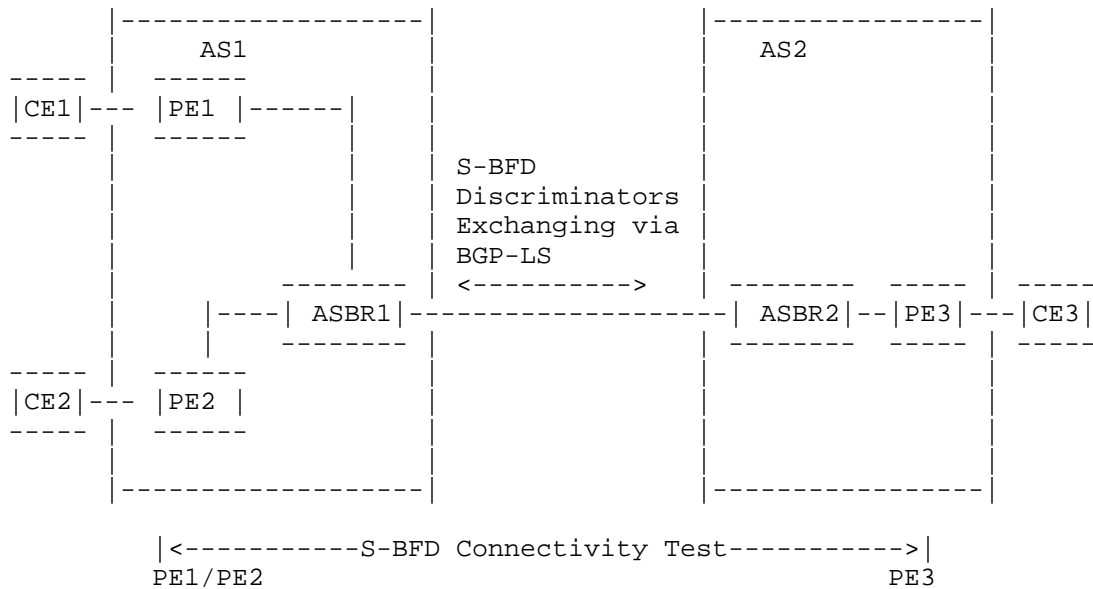 AS1 AS2
CE1 PE1
S-BFD
Discriminators
Exchanging via
BGP-LS
<---------->
ASBR1 ASBR2 PE3 CE3
CE2 PE2
|<-----------S-BFD Connectivity Test----------->|
PE1/PE2 PE3